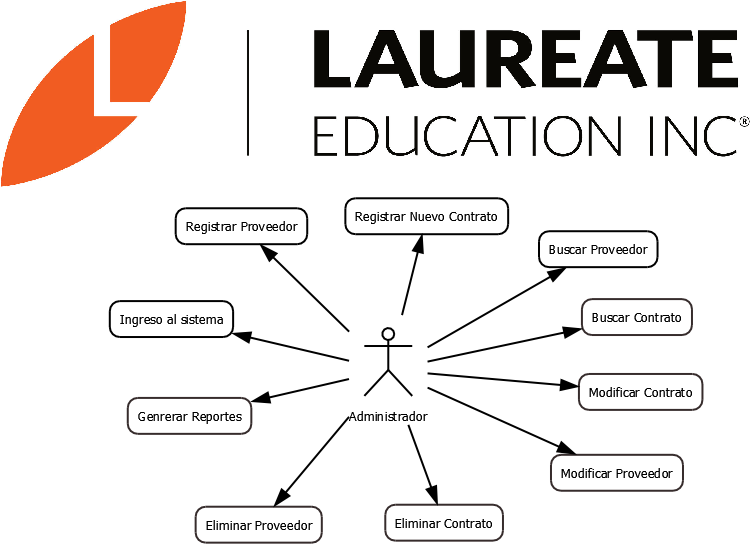 LAUREATE
EDUCATION INC®
Registrar Proveedor
Registrar Nuevo Contrato
Buscar Proveedor
Ingreso al sistema
Buscar Contrato
Modificar Contrato
Genrerar Reportes
Administrador
Modificar Proveedor
Eliminar Proveedor
Eliminar Contrato